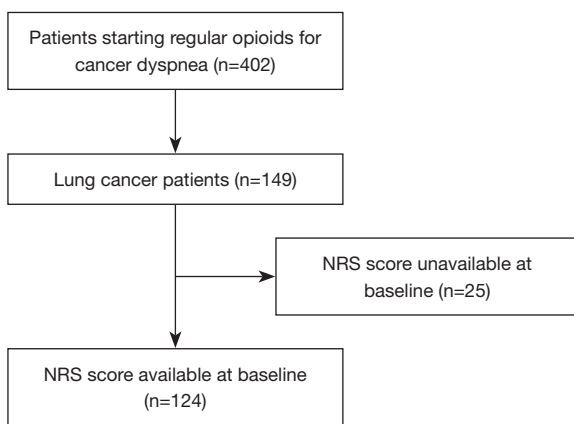 Patients starting regular opioids for
cancer dyspnea (n=402)
Lung cancer patients (n=149)
NRS score unavailable at
baseline (n=25)
NRS score available at baseline
(n=124)